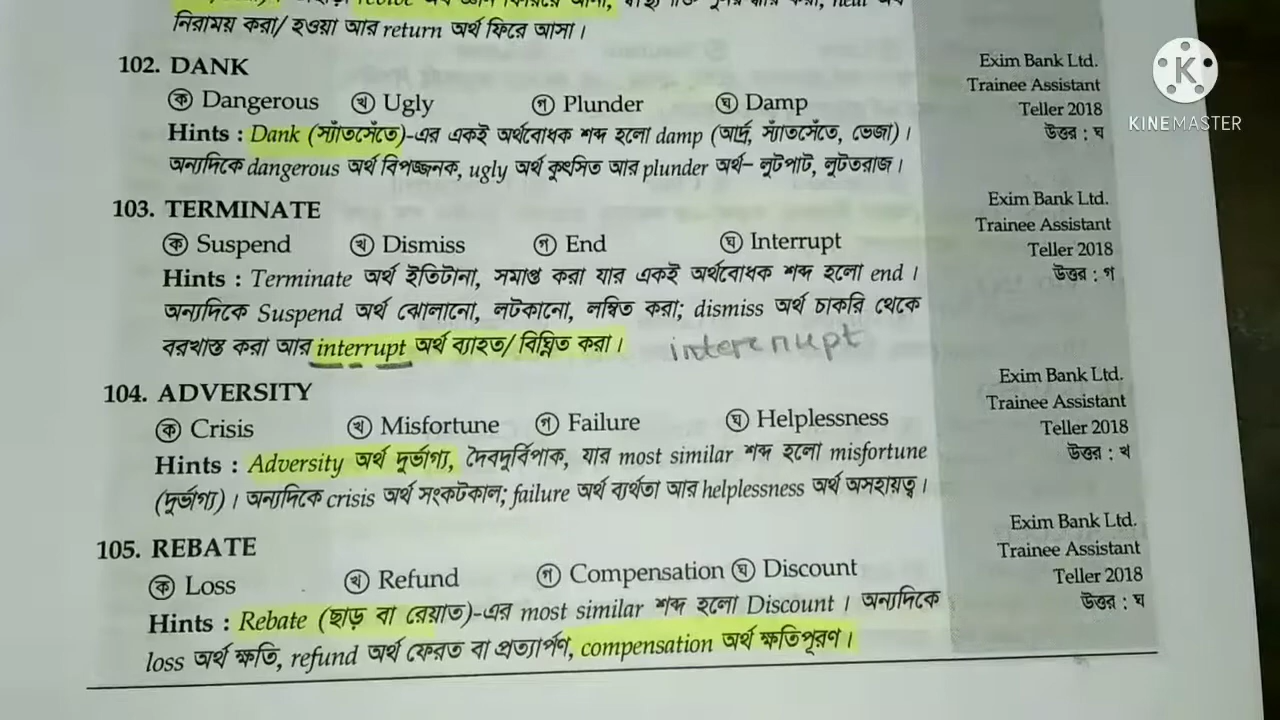 নিরাময় করা/ হওয়া আর return অর্থ ফিরে আসা।
102. DANK
ক Dangerous খ Ugly গ Plunder ঘ Damp
Hints : Dank (স্যাঁতসেঁতে)-এর একই অর্থবোধক শব্দ হলো damp (আর্দ্র, স্যাঁতসেঁতে, ভেজা)।
অন্যদিকে dangerous অর্থ বিপজ্জনক, ugly অর্থ কুৎসিত আর plunder অর্থ- লুটপাট, লুটতরাজ।
Exim Bank Ltd.
Trainee Assistant
Teller 2018
উত্তর : ঘ
KINEMASTER
103. TERMINATE
ক Suspend খ Dismiss গ End ঘ Interrupt
Hints : Terminate অর্থ ইতিটানা, সমাপ্ত করা যার একই অর্থবোধক শব্দ হলো end ।
অন্যদিকে Suspend অর্থ ঝোলানো, লটকানো, লম্বিত করা; dismiss অর্থ চাকরি থেকে
বরখাস্ত করা আর interrupt অর্থ ব্যাহত/ বিঘ্নিত করা।
Exim Bank Ltd.
Trainee Assistant
Teller 2018
উত্তর : গ
104. ADVERSITY
ক Crisis খ Misfortune গ Failure ঘ Helplessness
Hints : Adversity অর্থ দুর্ভাগ্য, দৈবদুর্বিপাক, যার most similar শব্দ হলো misfortune
(দুর্ভাগ্য)। অন্যদিকে crisis অর্থ সংকটকাল; failure অর্থ ব্যর্থতা আর helplessness অর্থ অসহায়ত্ব।
Exim Bank Ltd.
Trainee Assistant
Teller 2018
উত্তর : খ
105. REBATE
ক Loss খ Refund গ Compensation ঘ Discount
Hints : Rebate (ছাড় বা রেয়াত)-এর most similar শব্দ হলো Discount । অন্যদিকে
loss অর্থ ক্ষতি, refund অর্থ ফেরত বা প্রত্যার্পণ, compensation অর্থ ক্ষতিপূরণ।
Exim Bank Ltd.
Trainee Assistant
Teller 2018
উত্তর : ঘ